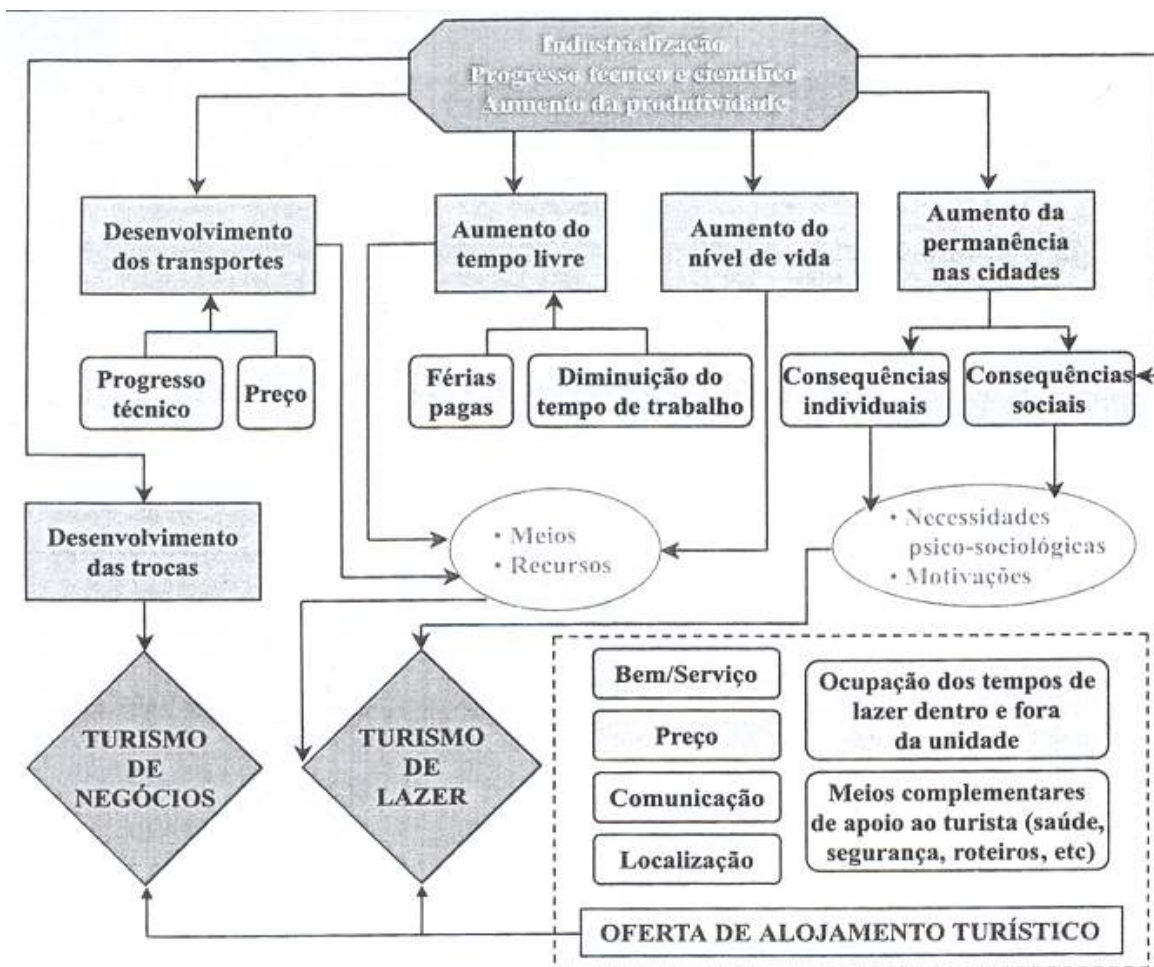 Industrialização
Progresso técnico e científico
Aumento da produtividade
Desenvolvimento
dos transportes
Aumento do
tempo livre
Aumento do
nível de vida
Aumento da
permanência
nas cidades
Progresso
técnico
Preço
Férias
pagas
Diminuição do
tempo de trabalho
Consequências
individuais
Consequências
sociais
Desenvolvimento
das trocas
• Meios
• Recursos
• Necessidades
psico-sociológicas
• Motivações
TURISMO
DE
NEGÓCIOS
TURISMO
DE
LAZER
Bem/Serviço
Preço
Comunicação
Localização
Ocupação dos tempos de
lazer dentro e fora
da unidade
Meios complementares
de apoio ao turista (saúde,
segurança, roteiros, etc)
OFERTA DE ALOJAMENTO TURÍSTICO